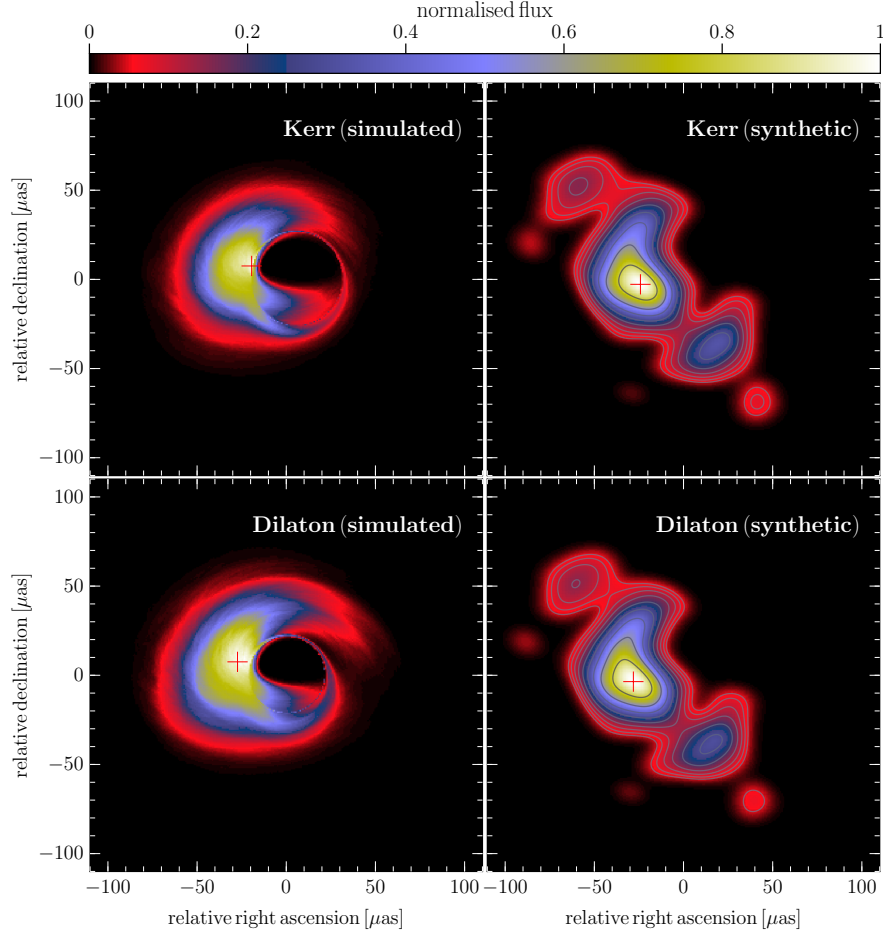 normalised flux
0 0.2 0.4 0.6 0.8 1
Kerr (simulated)
Kerr (synthetic)
100
50
0
−50
−100
relative declination [μas]
Dilaton (simulated)
Dilaton (synthetic)
100
50
0
−50
−100
relative declination [μas]
−100 −50 0 50 100
−100 −50 0 50 100
relative right ascension [μas]
relative right ascension [μas]